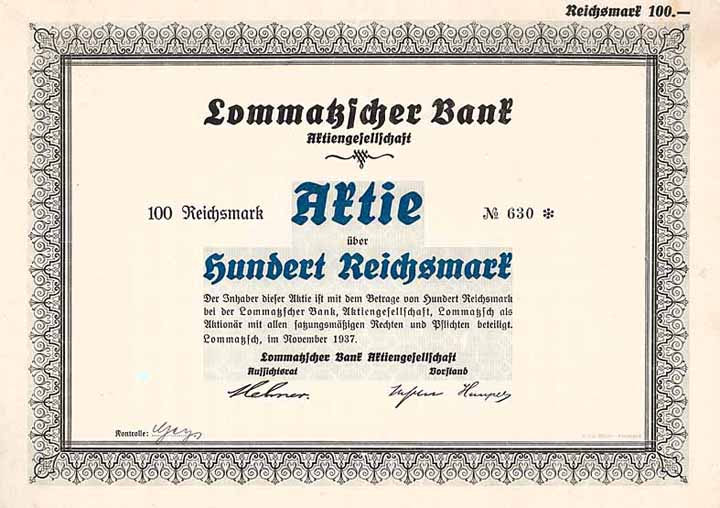 Reichsmark 100.—
Lommatzscher Bank
Aktiengesellschaft
100 Reichsmark Aktie № 630 ✻
über
Hundert Reichsmark
Der Inhaber dieser Aktie ist mit dem Betrage von Hundert Reichsmark
bei der Lommatzscher Bank, Aktiengesellschaft, Lommatzsch als
Aktionär mit allen satzungsmäßigen Rechten und Pflichten beteiligt.
Lommatzsch, im November 1937.
Lommatzscher Bank Aktiengesellschaft
Aufsichtsrat Vorstand
Mehner.
Kontrolle: